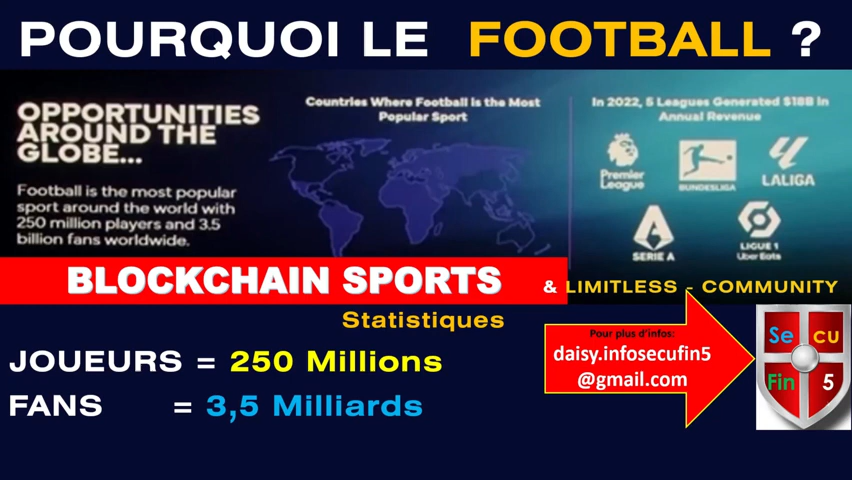 POURQUOI LE FOOTBALL ?
OPPORTUNITIES
AROUND THE
GLOBE...
Football is the most popular
sport around the world with
250 million players and 3.5
billion fans worldwide.
Countries Where Football is the Most
Popular Sport
In 2022, 5 Leagues Generated $18B in
Annual Revenue
Premier
League
BUNDESLIGA
LALIGA
SERIE A
LIGUE 1
Uber Eats
BLOCKCHAIN SPORTS
& LIMITLESS - COMMUNITY
Statistiques
JOUEURS = 250 Millions
FANS = 3,5 Milliards
Pour plus d'infos:
daisy.infosecufin5
@gmail.com
Se cu
Fin 5